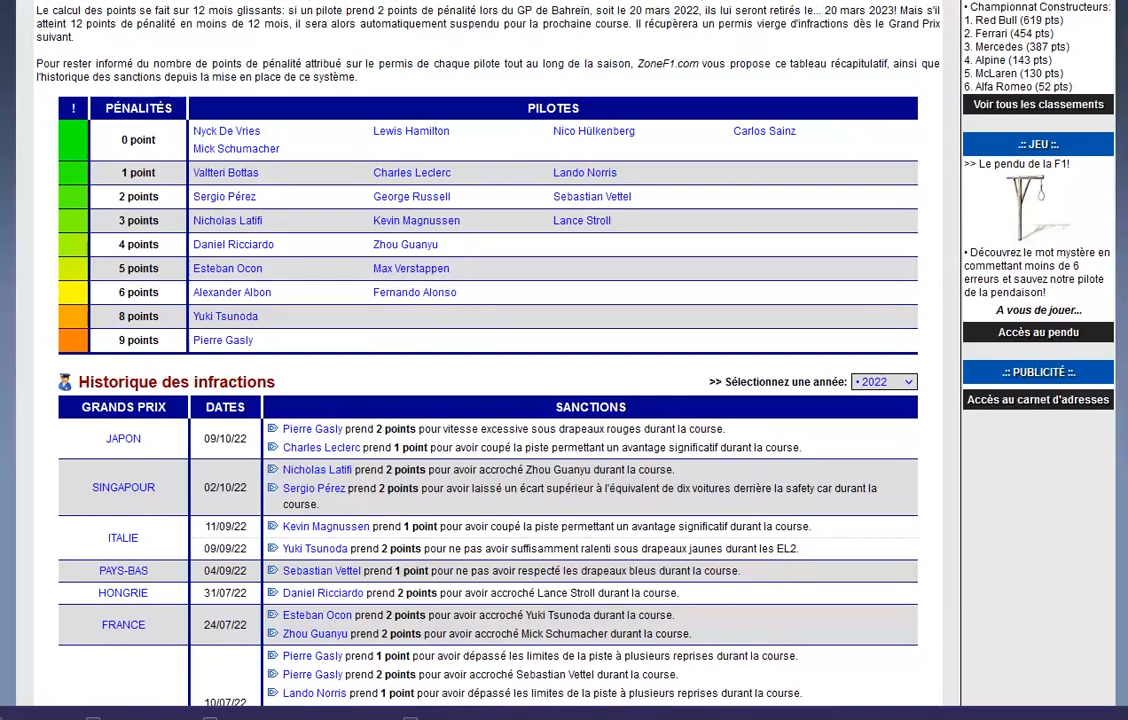 Le calcul des points se fait sur 12 mois glissants: si un pilote prend 2 points de pénalité lors du GP de Bahreïn, soit le 20 mars 2022, ils lui seront retirés le... 20 mars 2023! Mais s'il
atteint 12 points de pénalité en moins de 12 mois, il sera alors automatiquement suspendu pour la prochaine course. Il récupèrera un permis vierge d'infractions dès le Grand Prix
suivant.
Pour rester informé du nombre de points de pénalité attribué sur le permis de chaque pilote tout au long de la saison, ZoneF1.com vous propose ce tableau récapitulatif, ainsi que
l'historique des sanctions depuis la mise en place de ce système.
! PÉNALITÉS PILOTES
0 point Nyck De Vries Lewis Hamilton Nico Hülkenberg Carlos Sainz
Mick Schumacher
1 point Valtteri Bottas Charles Leclerc Lando Norris
2 points Sergio Pérez George Russell Sebastian Vettel
3 points Nicholas Latifi Kevin Magnussen Lance Stroll
4 points Daniel Ricciardo Zhou Guanyu
5 points Esteban Ocon Max Verstappen
6 points Alexander Albon Fernando Alonso
8 points Yuki Tsunoda
9 points Pierre Gasly
Historique des infractions >> Sélectionnez une année: • 2022
GRANDS PRIX DATES SANCTIONS
JAPON 09/10/22 Pierre Gasly prend 2 points pour vitesse excessive sous drapeaux rouges durant la course.
Charles Leclerc prend 1 point pour avoir coupé la piste permettant un avantage significatif durant la course.
SINGAPOUR 02/10/22 Nicholas Latifi prend 2 points pour avoir accroché Zhou Guanyu durant la course.
Sergio Pérez prend 2 points pour avoir laissé un écart supérieur à l'équivalent de dix voitures derrière la safety car durant la
course.
ITALIE 11/09/22 Kevin Magnussen prend 1 point pour avoir coupé la piste permettant un avantage significatif durant la course.
09/09/22 Yuki Tsunoda prend 2 points pour ne pas avoir suffisamment ralenti sous drapeaux jaunes durant les EL2.
PAYS-BAS 04/09/22 Sebastian Vettel prend 1 point pour ne pas avoir respecté les drapeaux bleus durant la course.
HONGRIE 31/07/22 Daniel Ricciardo prend 2 points pour avoir accroché Lance Stroll durant la course.
FRANCE 24/07/22 Esteban Ocon prend 2 points pour avoir accroché Yuki Tsunoda durant la course.
Zhou Guanyu prend 2 points pour avoir accroché Mick Schumacher durant la course.
Pierre Gasly prend 1 point pour avoir dépassé les limites de la piste à plusieurs reprises durant la course.
Pierre Gasly prend 2 points pour avoir accroché Sebastian Vettel durant la course.
Lando Norris prend 1 point pour avoir dépassé les limites de la piste à plusieurs reprises durant la course.
10/07/22
• Championnat Constructeurs:
1. Red Bull (619 pts)
2. Ferrari (454 pts)
3. Mercedes (387 pts)
4. Alpine (143 pts)
5. McLaren (130 pts)
6. Alfa Romeo (52 pts)
Voir tous les classements
.:: JEU ::.
>> Le pendu de la F1!
• Découvrez le mot mystère en
commettant moins de 6
erreurs et sauvez notre pilote
de la pendaison!
A vous de jouer...
Accès au pendu
.:: PUBLICITÉ ::.
Accès au carnet d'adresses